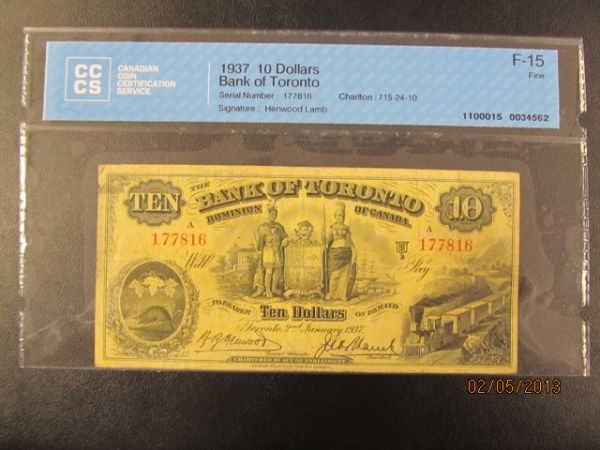 CC
CS
CANADIAN
COIN
CERTIFICATION
SERVICE
1937 10 Dollars
Bank of Toronto
Serial Number : 177816 Charlton : 715-24-10
Signature : Henwood.Lamb
F-15
Fine
1100015 0034562
THE
BANK OF TORONTO
TEN
10
DOMINION OF CANADA
A
177816
A
177816
Will Pay
TO BEARER Ten Dollars ON DEMAND
Toronto, 2nd January 1937.
CHARTERED BY ACT OF PARLIAMENT
02/05/2013